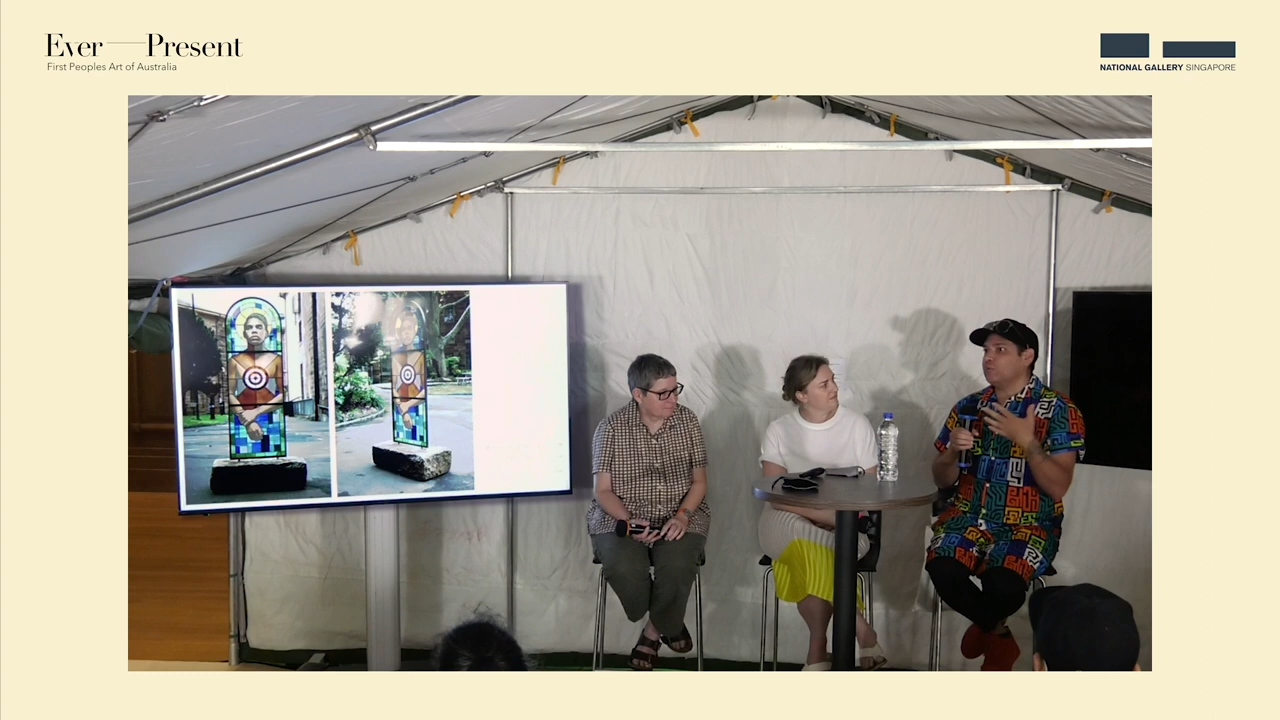 Ever — Present
First Peoples Art of Australia
NATIONAL GALLERY SINGAPORE